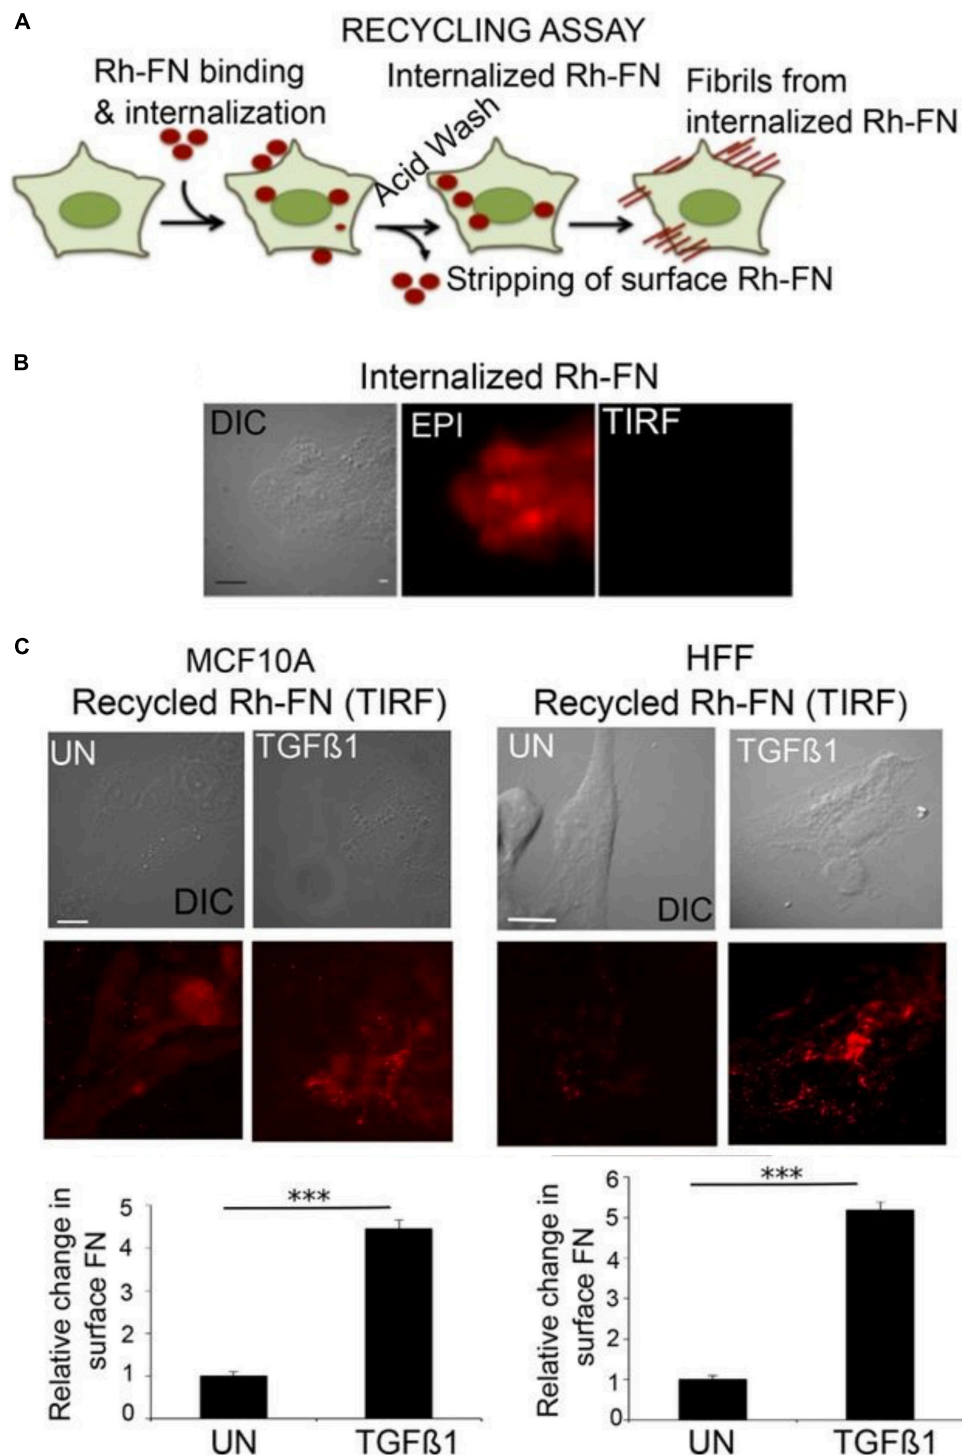 A
RECYCLING ASSAY
Rh-FN binding
& internalization
Internalized Rh-FN
Acid Wash
Fibrils from
internalized Rh-FN
Stripping of surface Rh-FN
B
Internalized Rh-FN
DIC
EPI
TIRF
C
MCF10A
Recycled Rh-FN (TIRF)
UN
TGFß1
DIC
HFF
Recycled Rh-FN (TIRF)
UN
TGFß1
DIC
Relative change in
surface FN
5
4
3
2
1
0
***
UN
TGFß1
Relative change in
surface FN
6
5
4
3
2
1
0
***
UN
TGFß1